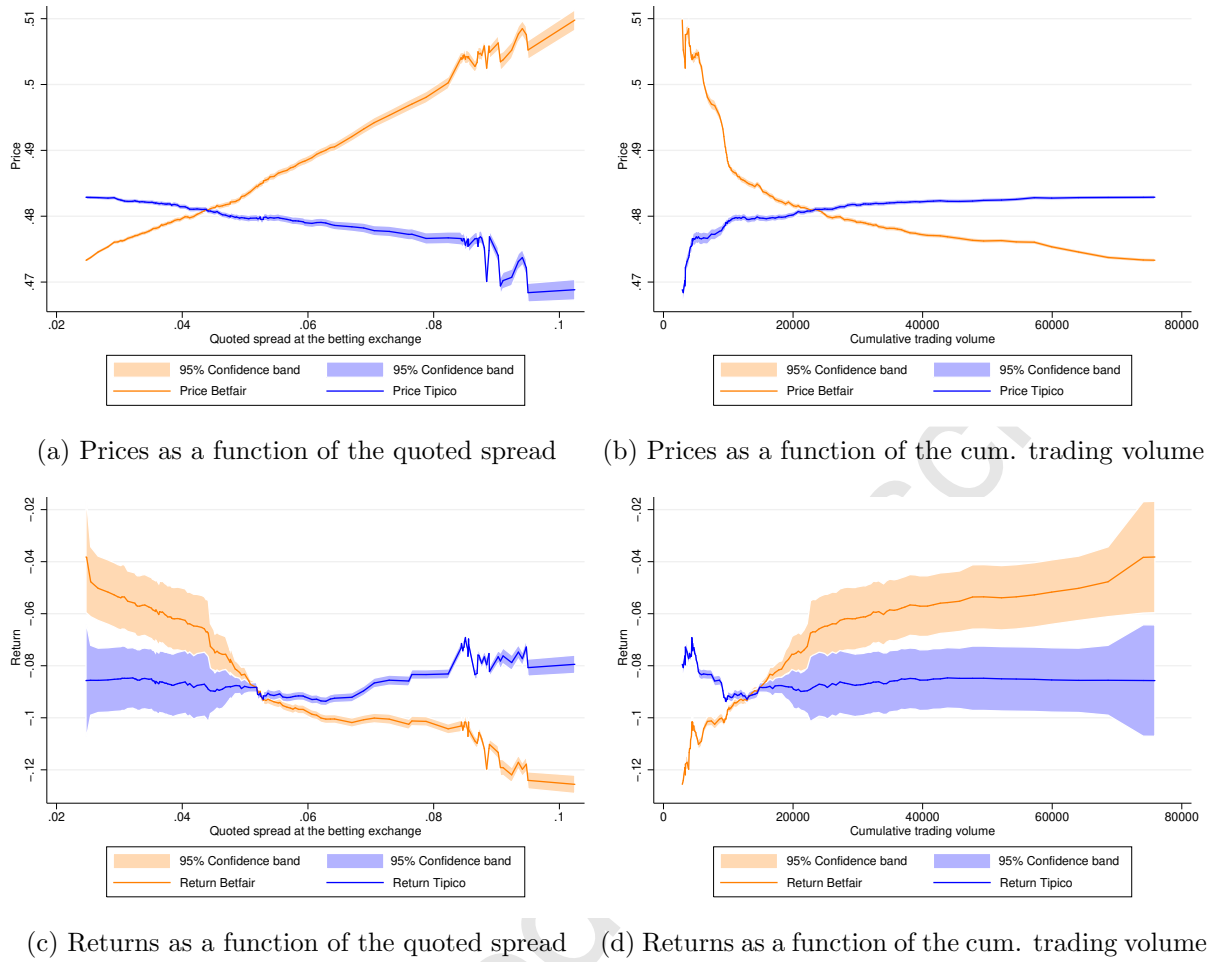 .51
.5
.49
.48
.47
Price
.02 .04 .06 .08 .1
Quoted spread at the betting exchange
95% Confidence band 95% Confidence band
Price Betfair Price Tipico
(a) Prices as a function of the quoted spread
.51
.5
.49
.48
.47
Price
0 20000 40000 60000 80000
Cumulative trading volume
95% Confidence band 95% Confidence band
Price Betfair Price Tipico
(b) Prices as a function of the cum. trading volume
-.02
-.04
-.06
-.08
-.1
-.12
Return
.02 .04 .06 .08 .1
Quoted spread at the betting exchange
95% Confidence band 95% Confidence band
Return Betfair Return Tipico
(c) Returns as a function of the quoted spread
-.02
-.04
-.06
-.08
-.1
-.12
Return
0 20000 40000 60000 80000
Cumulative trading volume
95% Confidence band 95% Confidence band
Return Betfair Return Tipico
(d) Returns as a function of the cum. trading volume